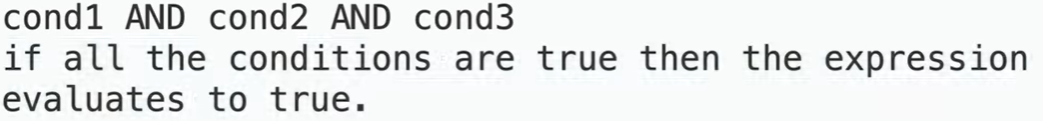 cond1 AND cond2 AND cond3
if all the conditions are true then the expression
evaluates to true.